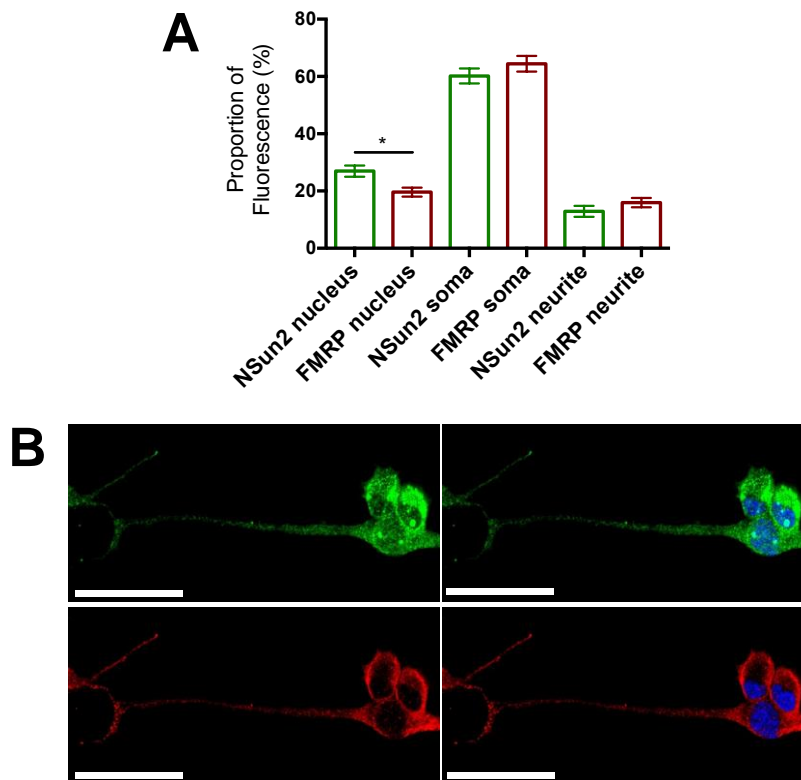 A
Proportion of
Fluorescence (%)
80
60
40
20
0
*
NSun2 nucleus
FMRP nucleus
NSun2 soma
FMRP soma
NSun2 neurite
FMRP neurite
B